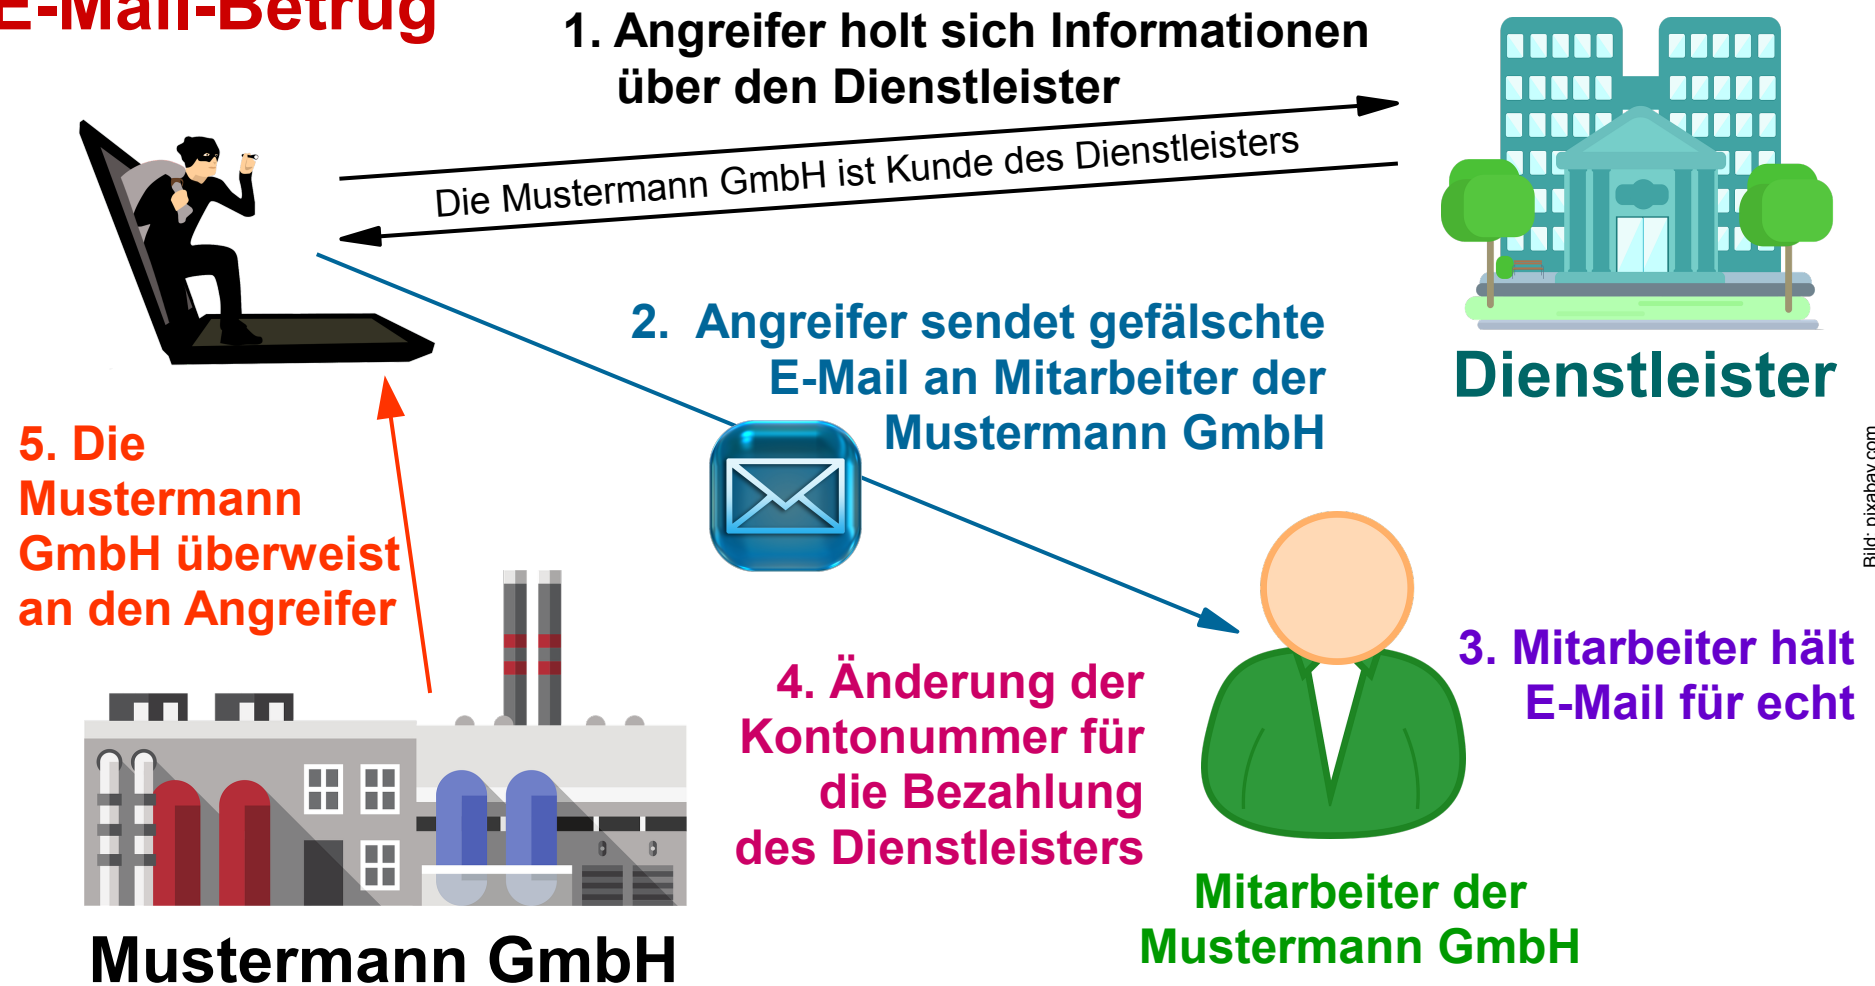 E-Mail-Betrug
1. Angreifer holt sich Informationen
über den Dienstleister
Die Mustermann GmbH ist Kunde des Dienstleisters
2. Angreifer sendet gefälschte
E-Mail an Mitarbeiter der
Mustermann GmbH
Dienstleister
Bild: pixabay.com
5. Die
Mustermann
GmbH überweist
an den Angreifer
3. Mitarbeiter hält
E-Mail für echt
4. Änderung der
Kontonummer für
die Bezahlung
des Dienstleisters
Mitarbeiter der
Mustermann GmbH
Mustermann GmbH